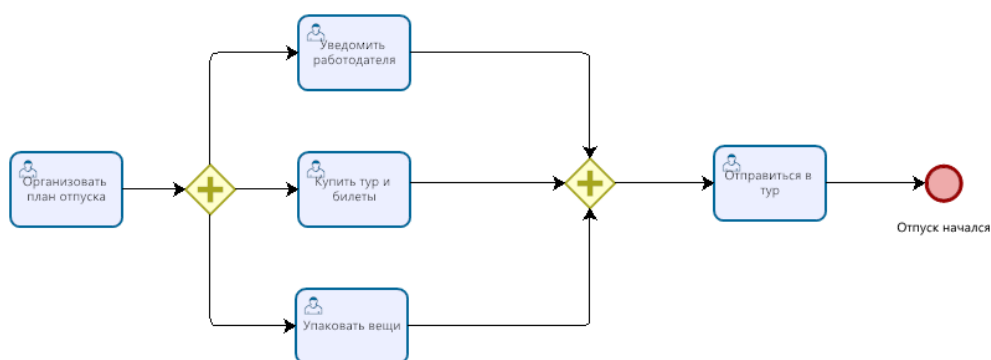 Уведомить
работодателя
Организовать
план отпуска
Купить тур и
билеты
Отправиться в
тур
Отпуск начался
Упаковать вещи